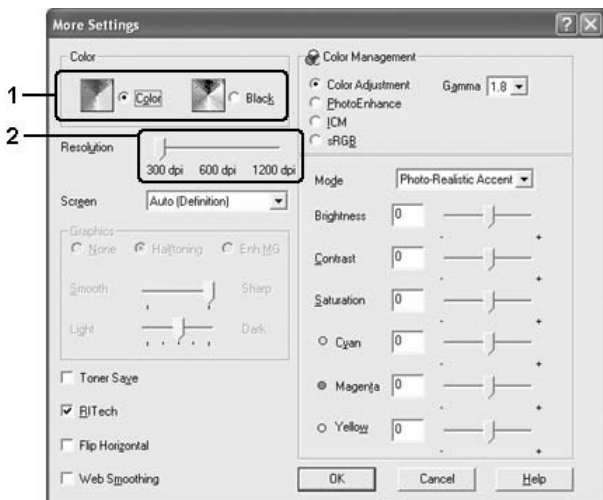 More Settings
1
Color
Color
Black
2
Resolution
300 dpi 600 dpi 1200 dpi
Screen
Auto (Definition)
Graphics
None Halftoning Enh.MG
Smooth Sharp
Light Dark
Toner Save
RITech
Flip Horizontal
Web Smoothing
Color Management
Color Adjustment
Gamma 1.8
PhotoEnhance
ICM
sRGB
Mode Photo-Realistic Accent
Brightness 0
- +
Contrast 0
- +
Saturation 0
- +
Cyan 0
- +
Magenta 0
- +
Yellow 0
- +
OK Cancel Help